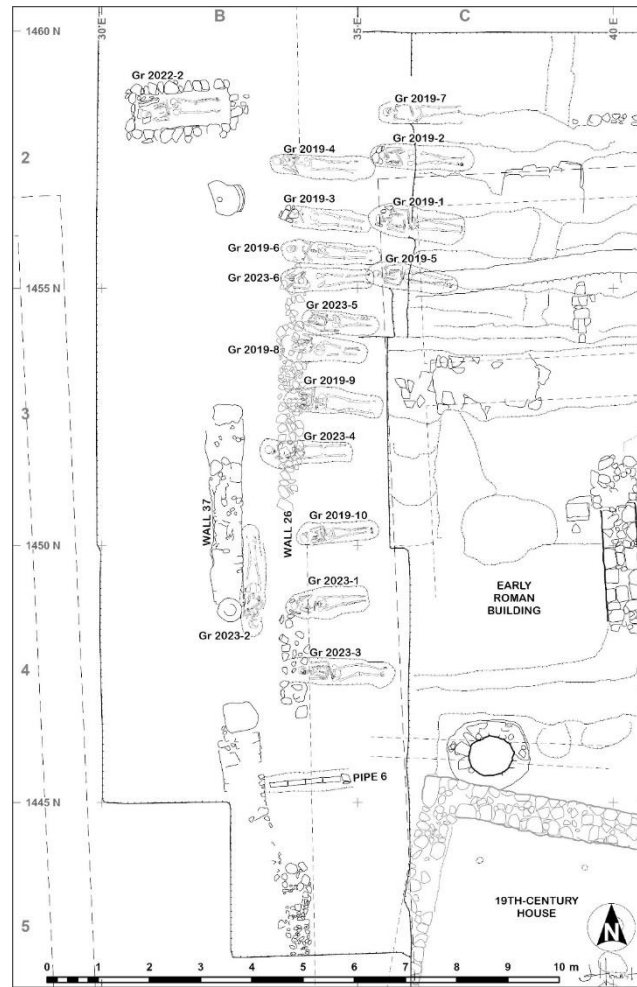 B
C
1460 N
30'E
35'E
40 E
Gr 2022-2
Gr 2019-7
2
Gr 2019-4
Gr 2019-2
Gr 2019-3
Gr 2019-1
Gr 2019-6
Gr 2023-6
Gr 2019-5
1455 N
Gr 2023-5
Gr 2019-8
3
Gr 2019-9
Gr 2023-4
WALL 37
WALL 26
Gr 2019-10
1450 N
EARLY
ROMAN
BUILDING
Gr 2023-1
Gr 2023-2
4
Gr 2023-3
PIPE 6
1445 N
19TH-CENTURY
HOUSE
5
N
0 1 2 3 4 5 6 7 8 9 10 m